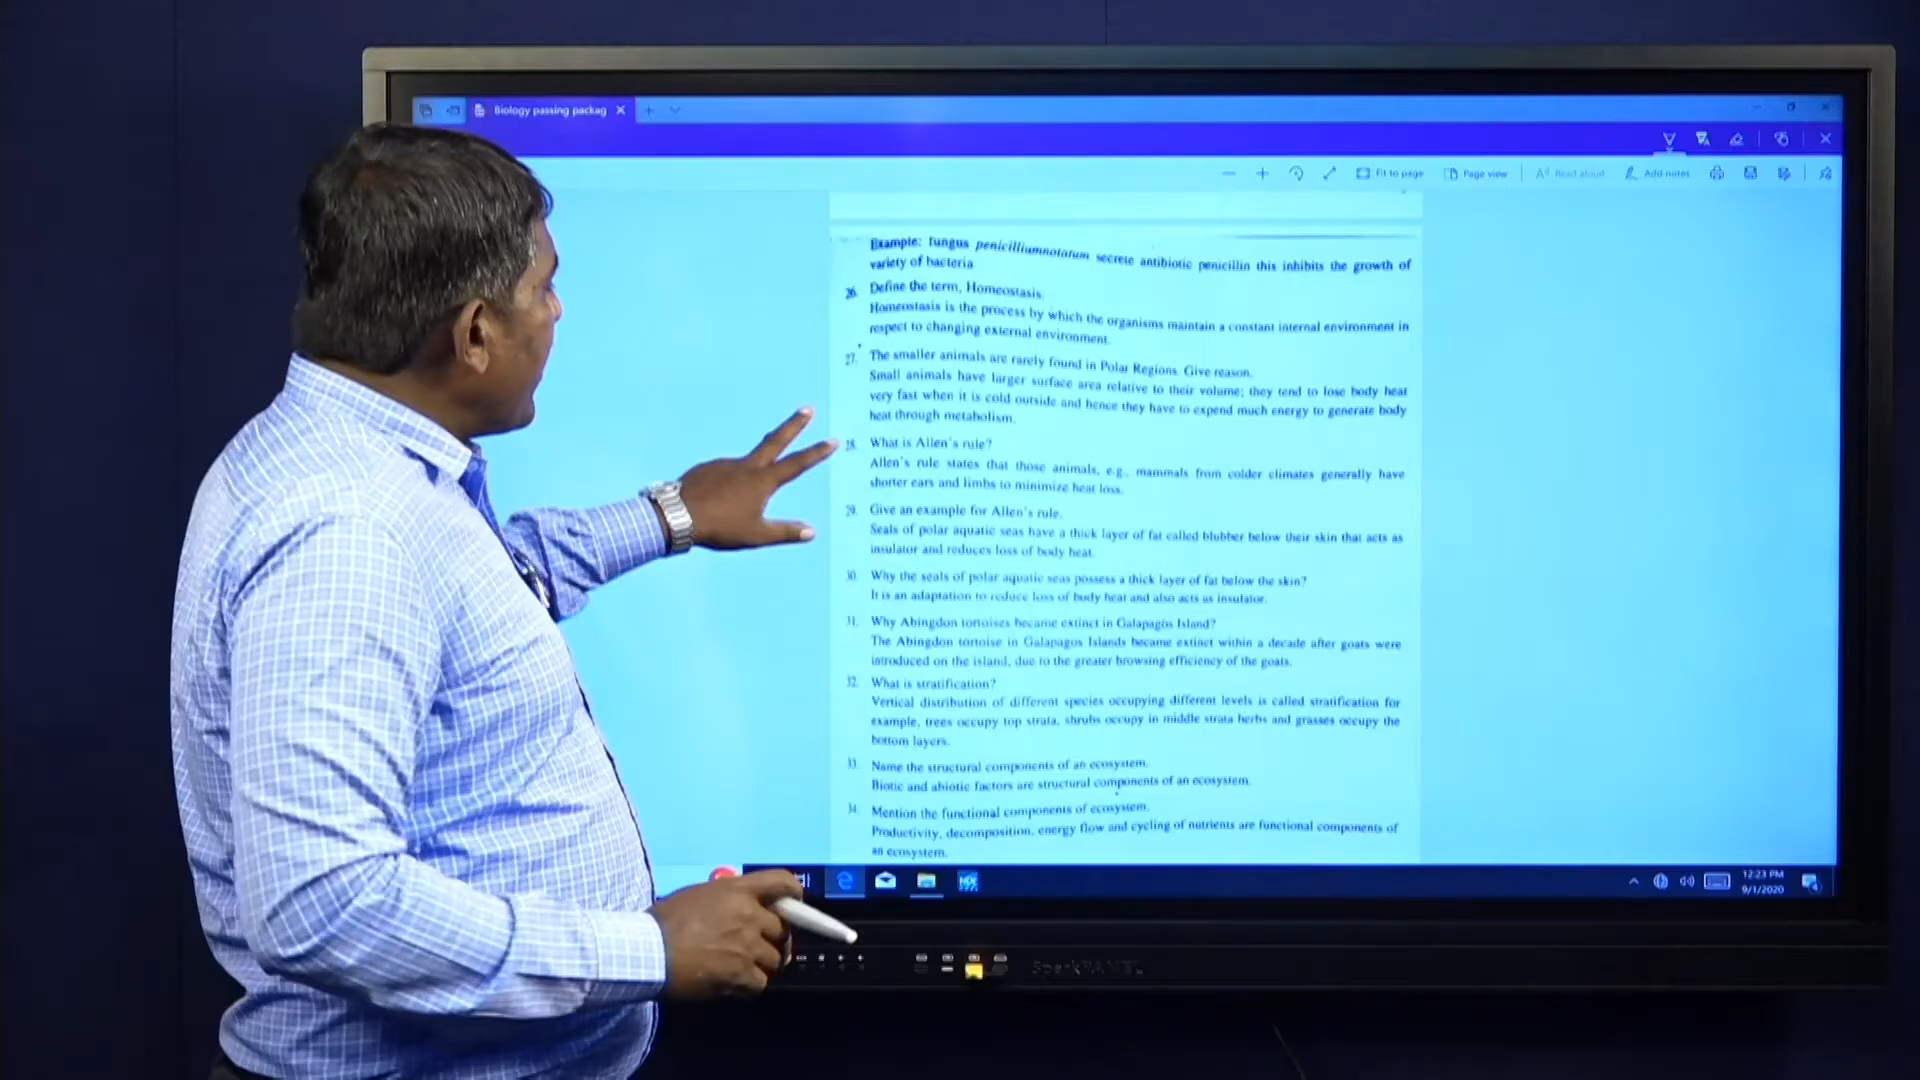 Biology passing packag
Fit to page
Page view
Read aloud
Add notes
Example: fungus penicilliumnotatum secrete antibiotic penicillin this inhibits the growth of
variety of bacteria
26. Define the term, Homeostasis.
Homeostasis is the process by which the organisms maintain a constant internal environment in
respect to changing external environment.
27. The smaller animals are rarely found in Polar Regions. Give reason.
Small animals have larger surface area relative to their volume; they tend to lose body heat
very fast when it is cold outside and hence they have to expend much energy to generate body
heat through metabolism.
28. What is Allen's rule?
Allen's rule states that those animals, e.g., mammals from colder climates generally have
shorter ears and limbs to minimize heat loss.
29. Give an example for Allen's rule.
Seals of polar aquatic seas have a thick layer of fat called blubber below their skin that acts as
insulator and reduces loss of body heat.
30. Why the seals of polar aquatic seas possess a thick layer of fat below the skin?
It is an adaptation to reduce loss of body heat and also acts as insulator.
31. Why Abingdon tortoises became extinct in Galapagos Island?
The Abingdon tortoise in Galapagos Islands became extinct within a decade after goats were
introduced on the island, due to the greater browsing efficiency of the goats.
32. What is stratification?
Vertical distribution of different species occupying different levels is called stratification for
example, trees occupy top strata, shrubs occupy in middle strata herbs and grasses occupy the
bottom layers.
33. Name the structural components of an ecosystem.
Biotic and abiotic factors are structural components of an ecosystem.
34. Mention the functional components of ecosystem.
Productivity, decomposition, energy flow and cycling of nutrients are functional components of
an ecosystem.
12:23 PM
9/1/2020
SparkPANEL